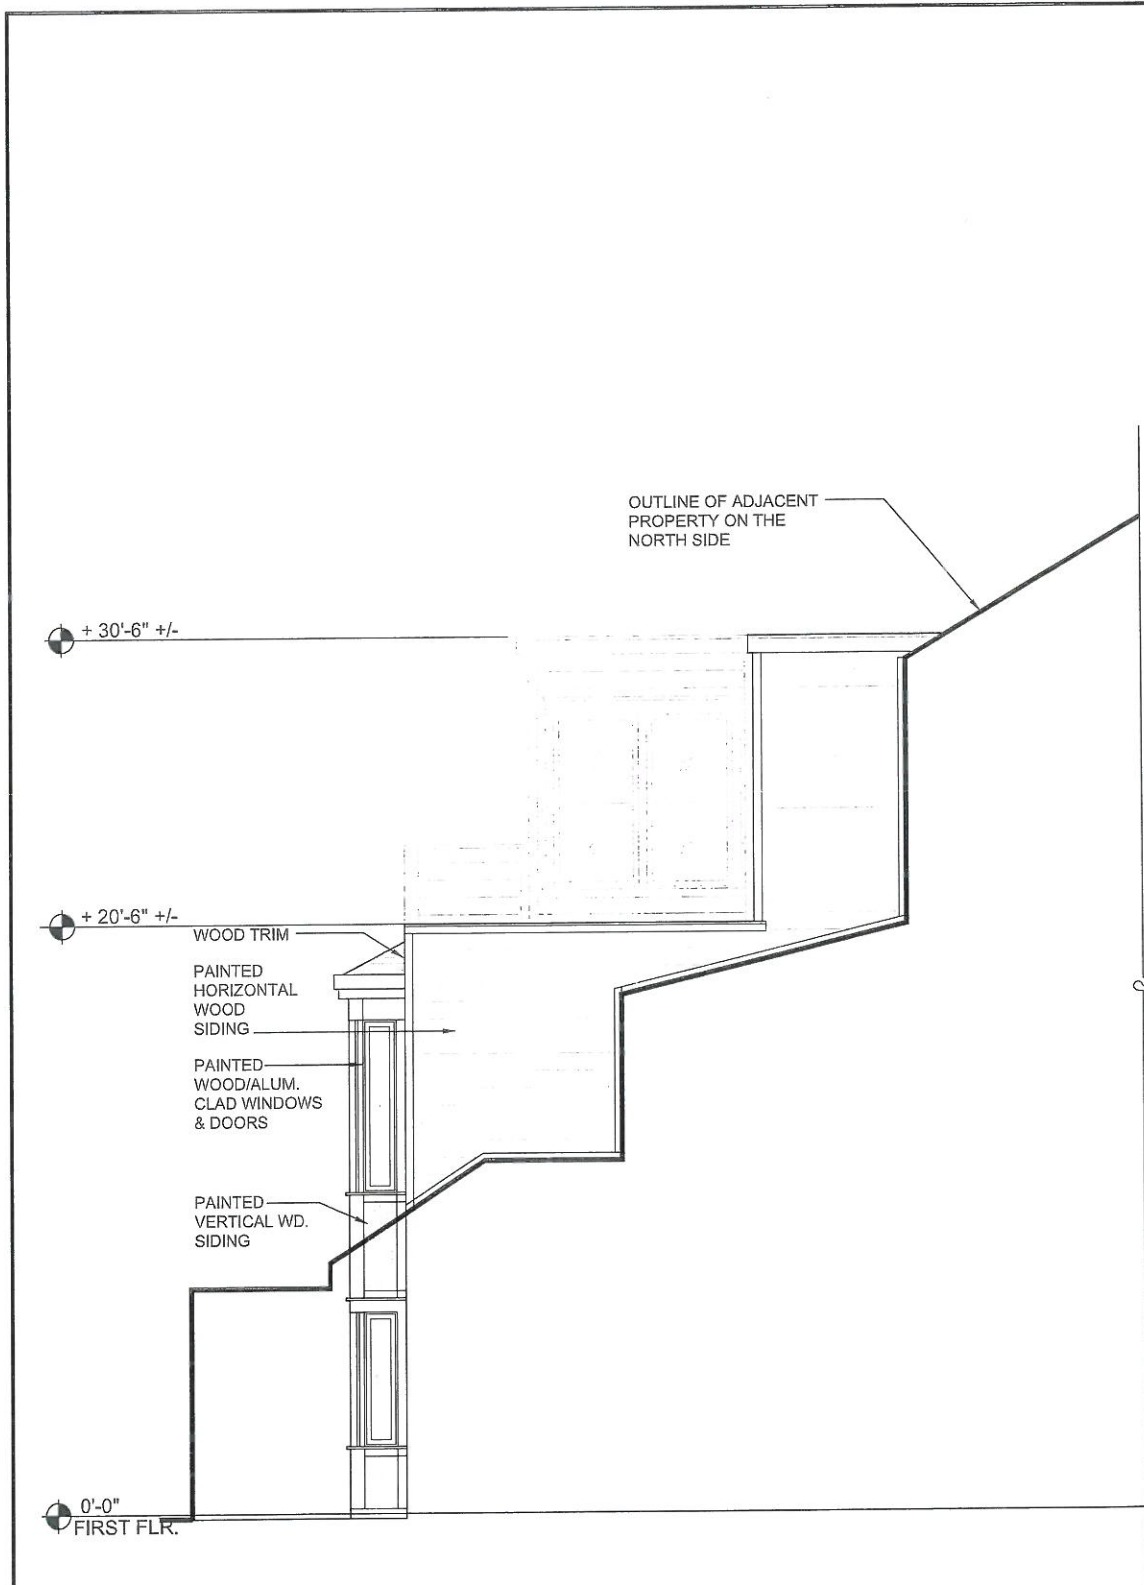 OUTLINE OF ADJACENT
PROPERTY ON THE
NORTH SIDE
+ 30'-6" +/-
+ 20'-6" +/-
WOOD TRIM
PAINTED
HORIZONTAL
WOOD
SIDING
PAINTED
WOOD/ALUM.
CLAD WINDOWS
& DOORS
PAINTED
VERTICAL WD.
SIDING
0'-0"
FIRST FLR.